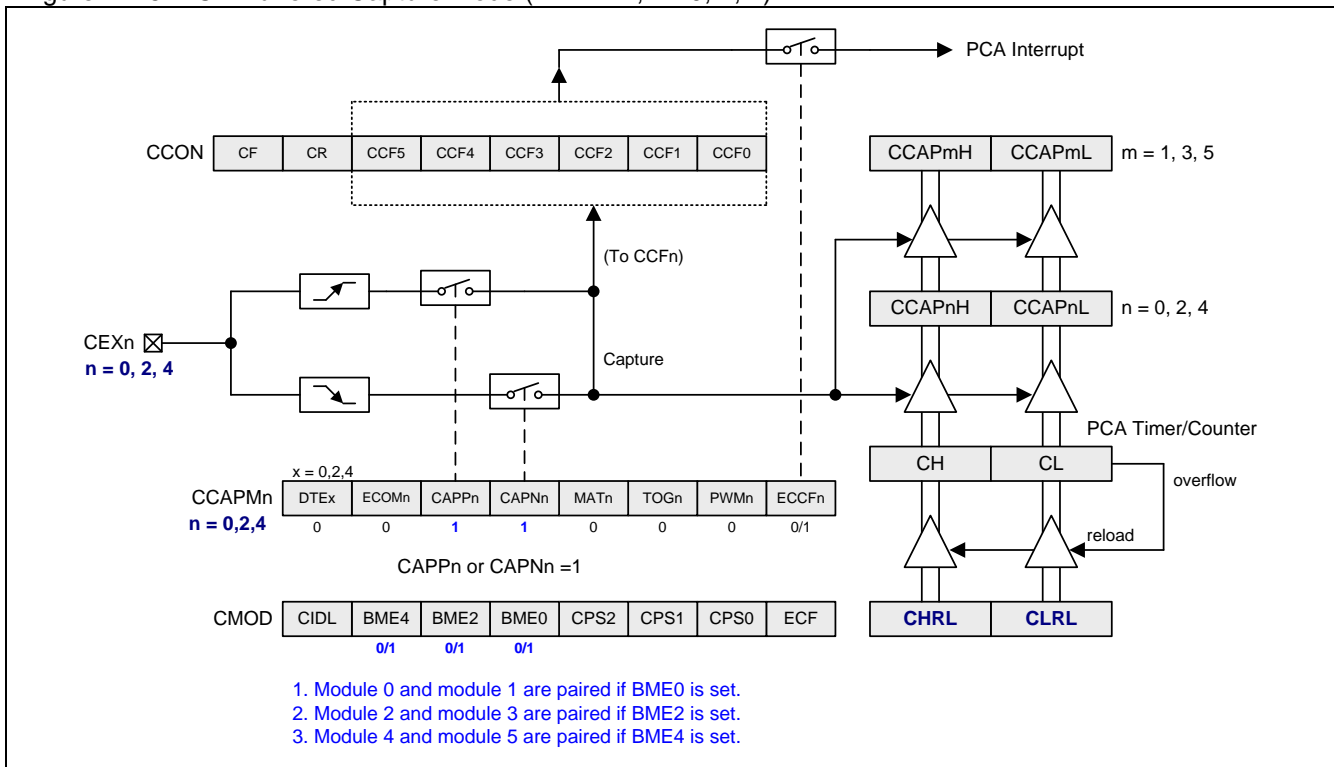 PCA Interrupt
CCON CF CR CCF5 CCF4 CCF3 CCF2 CCF1 CCF0
CCAPmH CCAPmL m = 1, 3, 5
(To CCFn)
CCAPnH CCAPnL n = 0, 2, 4
CEXn
n = 0, 2, 4
Capture
PCA Timer/Counter
CH CL
overflow
x = 0,2,4
CCAPMn DTEx ECOMn CAPPn CAPNn MATn TOGn PWMn ECCFn
n = 0,2,4 0 0 1 1 0 0 0 0/1
reload
CAPPn or CAPNn =1
CMOD CIDL BME4 BME2 BME0 CPS2 CPS1 CPS0 ECF
CHRL CLRL
0/1 0/1 0/1
1. Module 0 and module 1 are paired if BME0 is set.
2. Module 2 and module 3 are paired if BME2 is set.
3. Module 4 and module 5 are paired if BME4 is set.